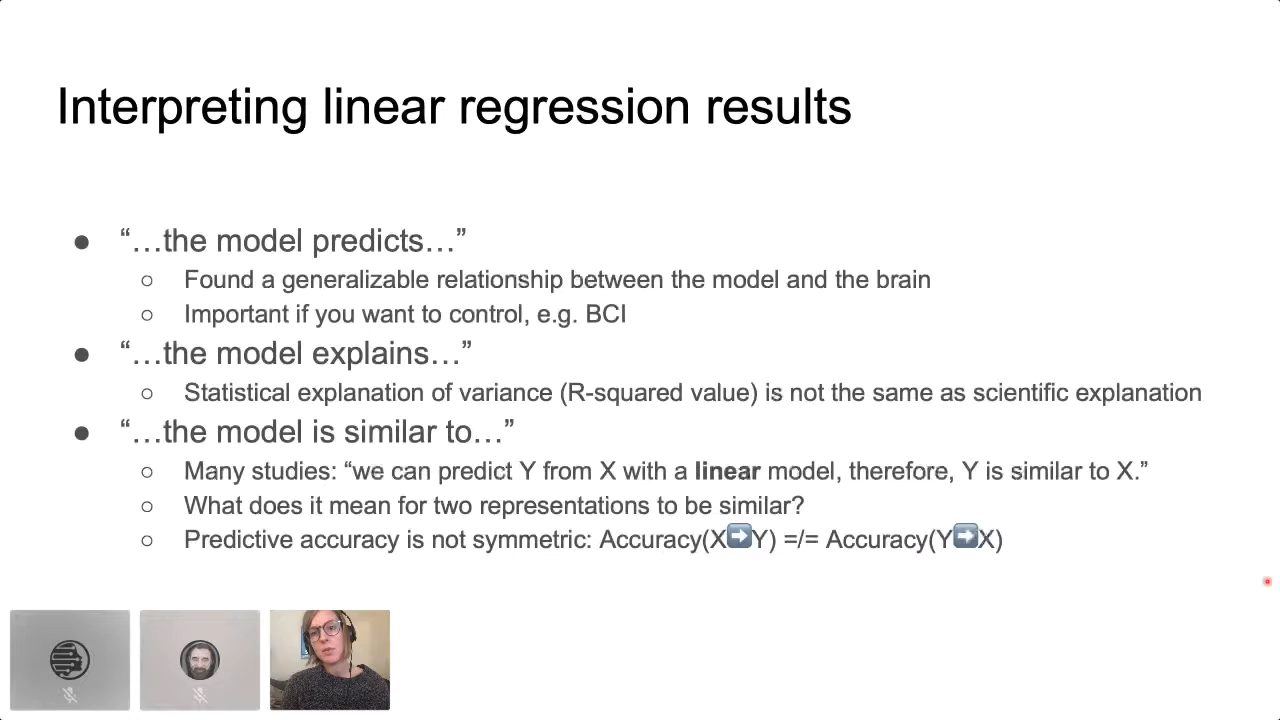 Interpreting linear regression results
● “…the model predicts…”
○ Found a generalizable relationship between the model and the brain
○ Important if you want to control, e.g. BCI
● “…the model explains…”
○ Statistical explanation of variance (R-squared value) is not the same as scientific explanation
● “…the model is similar to…”
○ Many studies: “we can predict Y from X with a linear model, therefore, Y is similar to X.”
○ What does it mean for two representations to be similar?
○ Predictive accuracy is not symmetric: Accuracy(X➡️Y) =/= Accuracy(Y➡️X)